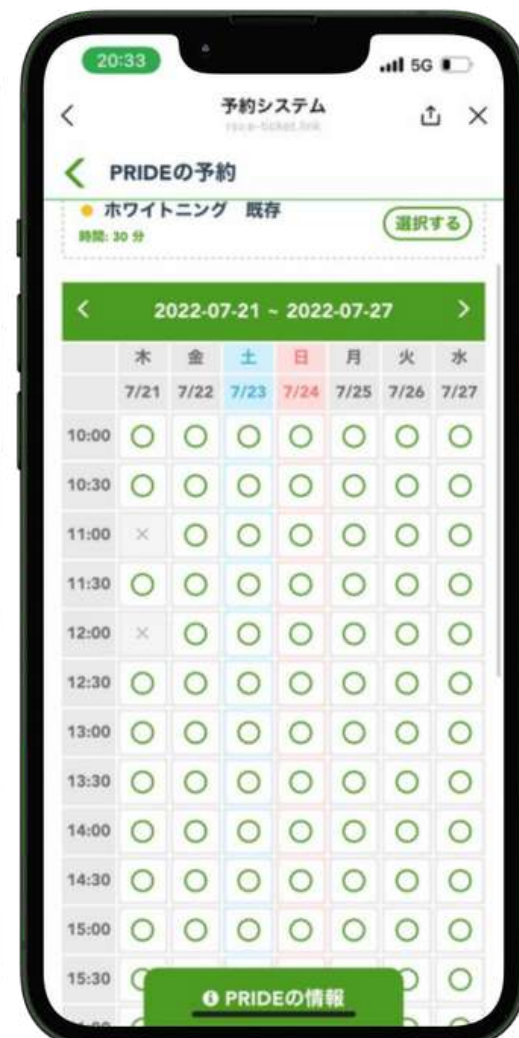 20:33
5G
予約システム
PRIDEの予約
ホワイトニング 既存
時間: 30 分
選択する
2022-07-21 ~ 2022-07-27
木 金 土 日 月 火 水
7/21 7/22 7/23 7/24 7/25 7/26 7/27
10:00 ○ ○ ○ ○ ○ ○ ○
10:30 ○ ○ ○ ○ ○ ○ ○
11:00 × ○ ○ ○ ○ ○ ○
11:30 ○ ○ ○ ○ ○ ○ ○
12:00 × ○ ○ ○ ○ ○ ○
12:30 ○ ○ ○ ○ ○ ○ ○
13:00 ○ ○ ○ ○ ○ ○ ○
13:30 ○ ○ ○ ○ ○ ○ ○
14:00 ○ ○ ○ ○ ○ ○ ○
14:30 ○ ○ ○ ○ ○ ○ ○
15:00 ○ ○ ○ ○ ○ ○ ○
15:30
PRIDEの情報